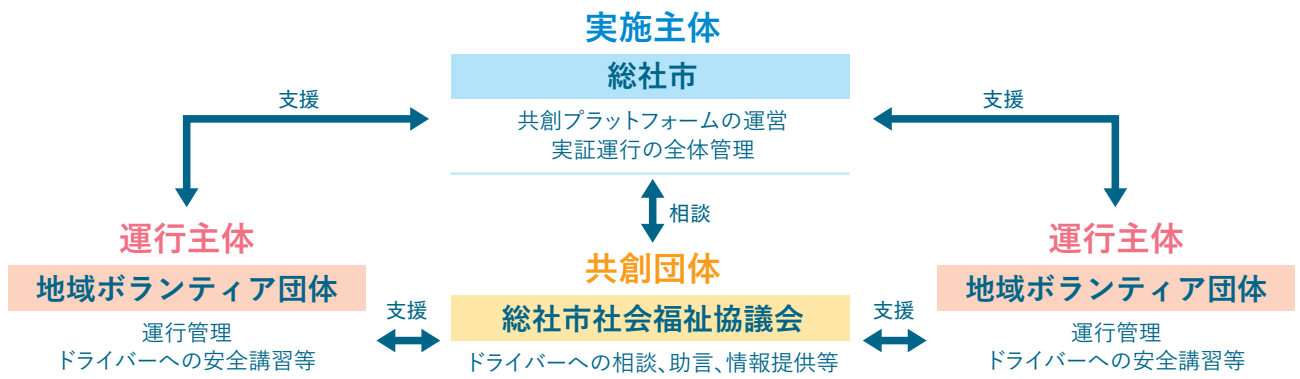 実施主体
総社市
共創プラットフォームの運営
実証運行の全体管理
支援
支援
相談
運行主体
地域ボランティア団体
運行管理
ドライバーへの安全講習等
支援
共創団体
総社市社会福祉協議会
ドライバーへの相談、助言、情報提供等
支援
運行主体
地域ボランティア団体
運行管理
ドライバーへの安全講習等